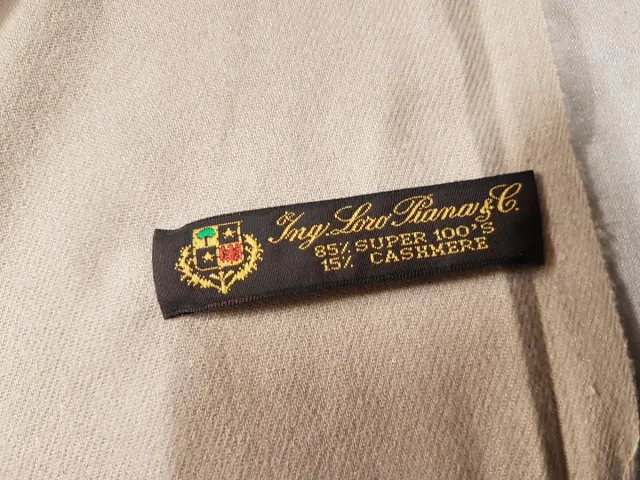 Ing. Loro Piana & C.
85% SUPER 100'S
15% CASHMERE